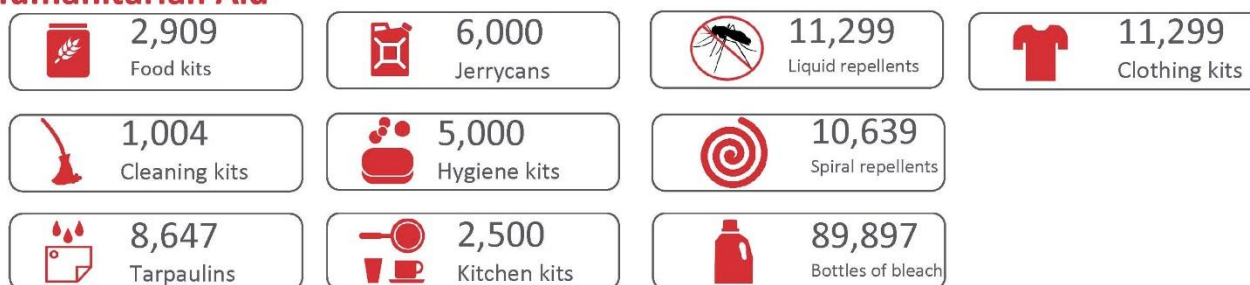 Humanitarian Aid
2,909
Food kits
6,000
Jerrycans
11,299
Liquid repellents
11,299
Clothing kits
1,004
Cleaning kits
5,000
Hygiene kits
10,639
Spiral repellents
8,647
Tarpaulins
2,500
Kitchen kits
89,897
Bottles of bleach